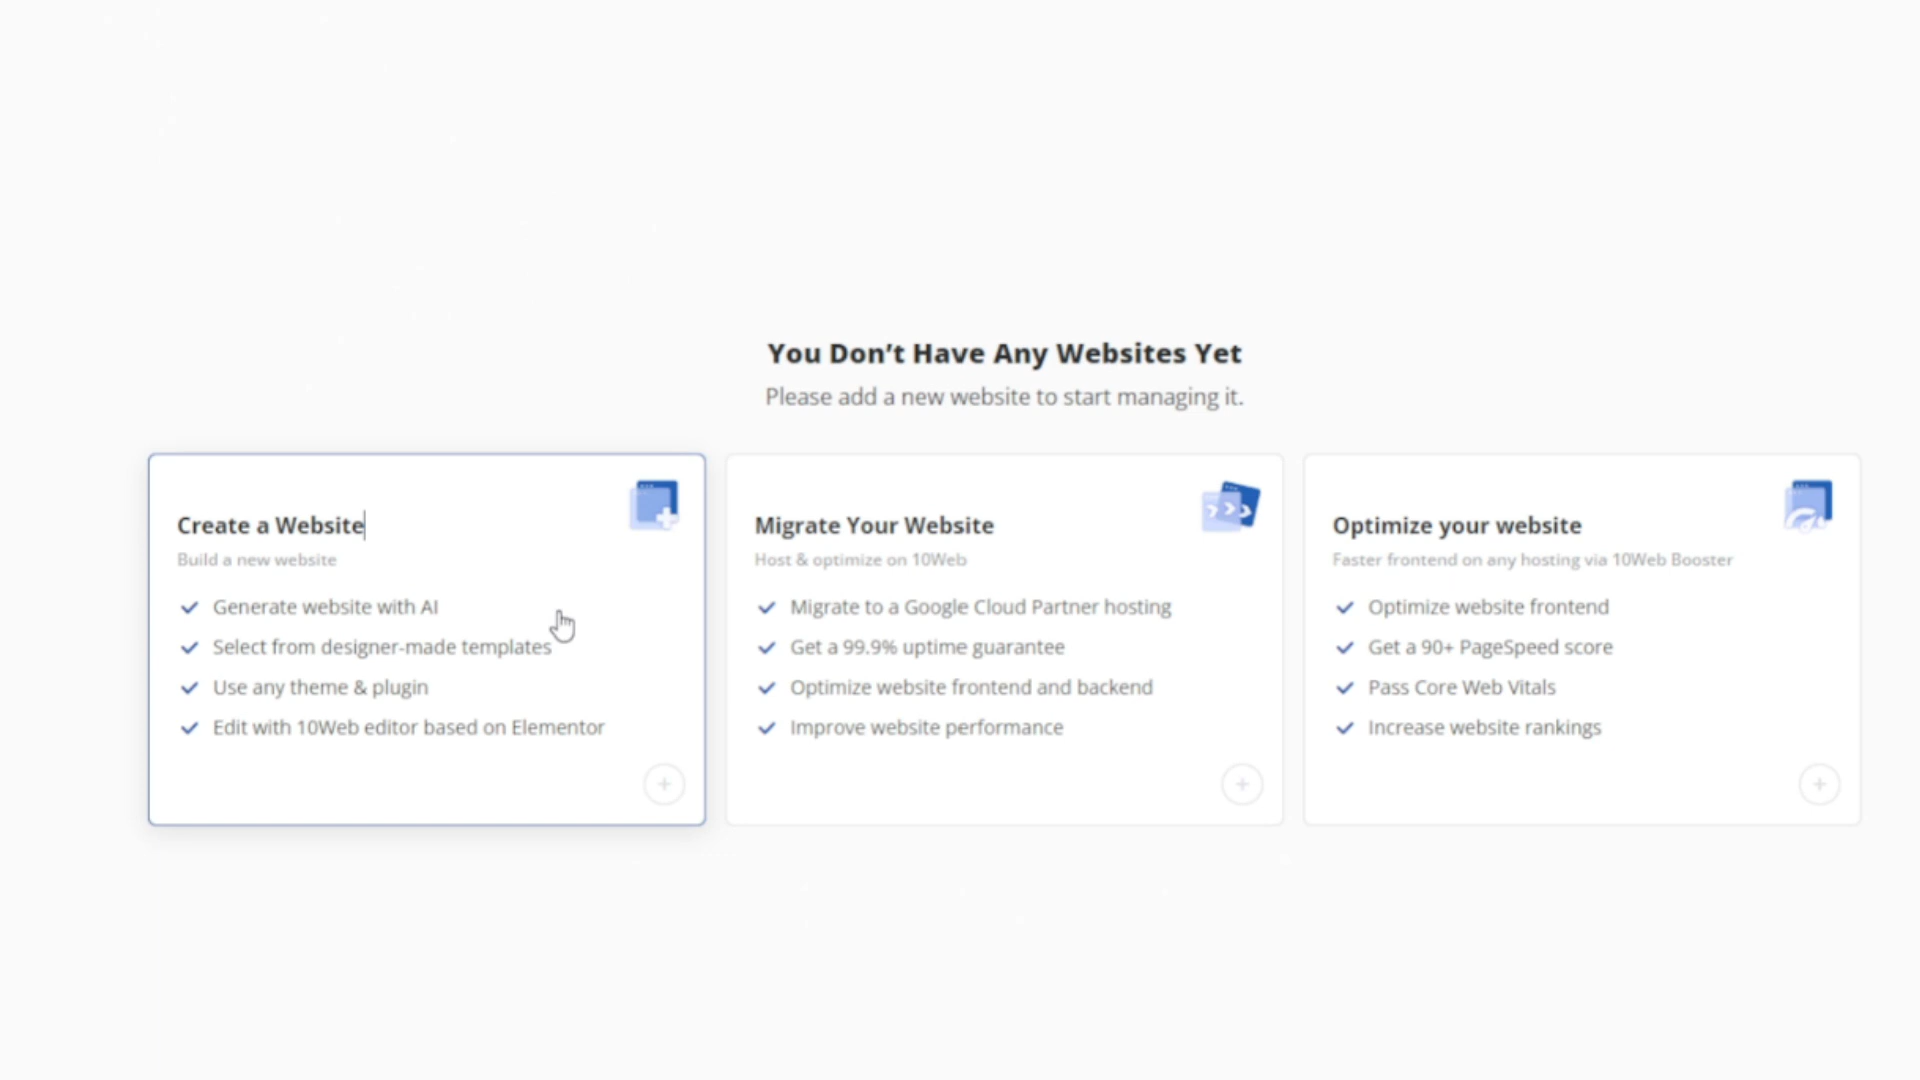 You Don’t Have Any Websites Yet
Please add a new website to start managing it.
Create a Website
Build a new website
Generate website with AI
Select from designer-made templates
Use any theme & plugin
Edit with 10Web editor based on Elementor
Migrate Your Website
Host & optimize on 10Web
Migrate to a Google Cloud Partner hosting
Get a 99.9% uptime guarantee
Optimize website frontend and backend
Improve website performance
Optimize your website
Faster frontend on any hosting via 10Web Booster
Optimize website frontend
Get a 90+ PageSpeed score
Pass Core Web Vitals
Increase website rankings